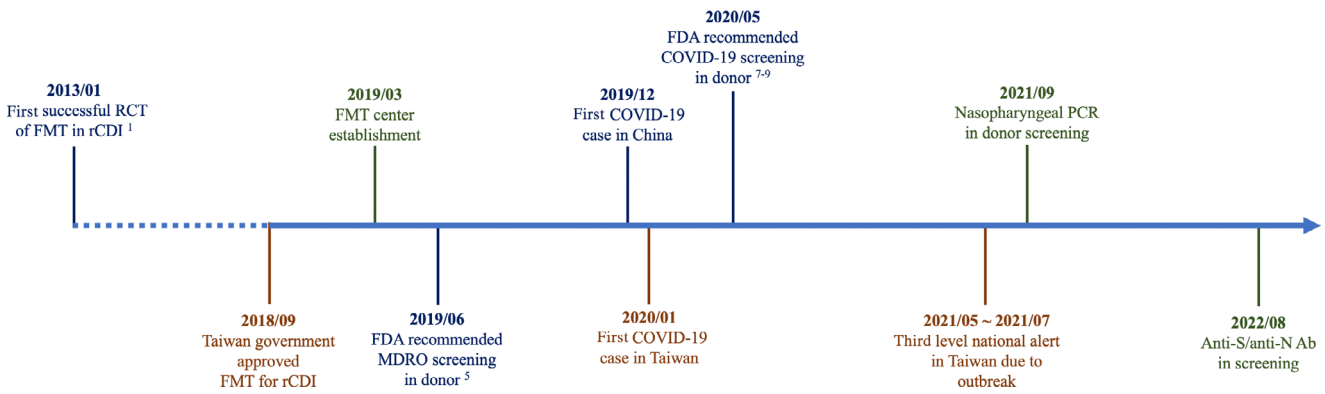 2013/01
First successful RCT
of FMT in rCDI 1
2019/03
FMT center
establishment
2019/12
First COVID-19
case in China
2020/05
FDA recommended
COVID-19 screening
in donor 7-9
2021/09
Nasopharyngeal PCR
in donor screening
2018/09
Taiwan government
approved
FMT for rCDI
2019/06
FDA recommended
MDRO screening
in donor 5
2020/01
First COVID-19
case in Taiwan
2021/05 ~ 2021/07
Third level national alert
in Taiwan due to
outbreak
2022/08
Anti-S/anti-N Ab
in screening